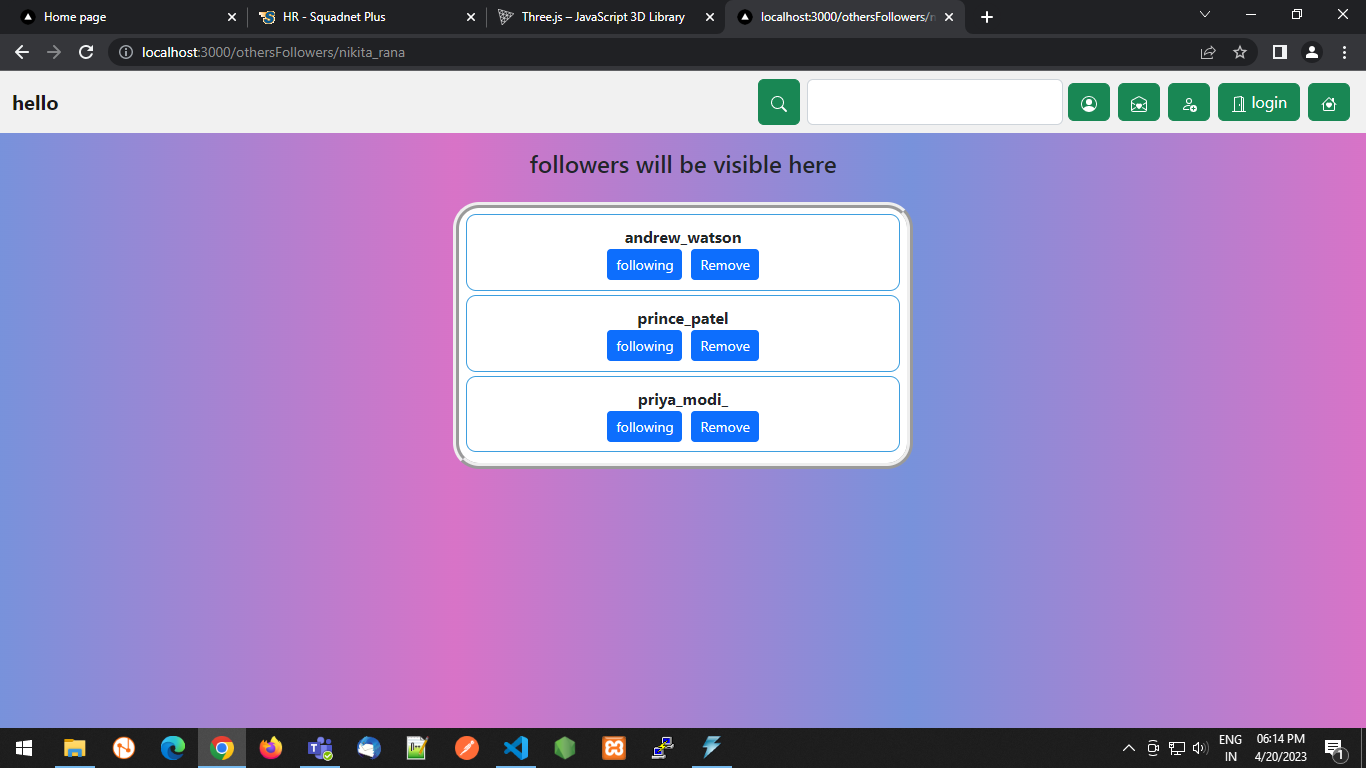 Home page
HR - Squadnet Plus
Three.js – JavaScript 3D Library
localhost:3000/othersFollowers/n
localhost:3000/othersFollowers/nikita_rana
hello
login
followers will be visible here
andrew_watson
following Remove
prince_patel
following Remove
priya_modi_
following Remove
ENG
IN
06:14 PM
4/20/2023
1